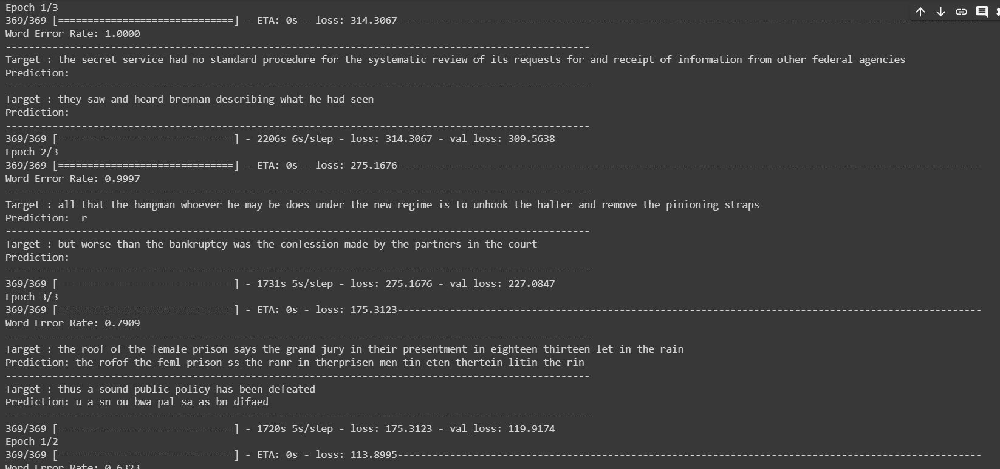 Epoch 1/3
369/369 [==============================] - ETA: 0s - loss: 314.3067----------------------------------------------------------------------------------------------------
Word Error Rate: 1.0000
----------------------------------------------------------------------------------------------------
Target : the secret service had no standard procedure for the systematic review of its requests for and receipt of information from other federal agencies
Prediction:
----------------------------------------------------------------------------------------------------
Target : they saw and heard brennan describing what he had seen
Prediction:
----------------------------------------------------------------------------------------------------
369/369 [==============================] - 2206s 6s/step - loss: 314.3067 - val_loss: 309.5638
Epoch 2/3
369/369 [==============================] - ETA: 0s - loss: 275.1676----------------------------------------------------------------------------------------------------
Word Error Rate: 0.9997
----------------------------------------------------------------------------------------------------
Target : all that the hangman whoever he may be does under the new regime is to unhook the halter and remove the pinioning straps
Prediction:  r
----------------------------------------------------------------------------------------------------
Target : but worse than the bankruptcy was the confession made by the partners in the court
Prediction:
----------------------------------------------------------------------------------------------------
369/369 [==============================] - 1731s 5s/step - loss: 275.1676 - val_loss: 227.0847
Epoch 3/3
369/369 [==============================] - ETA: 0s - loss: 175.3123----------------------------------------------------------------------------------------------------
Word Error Rate: 0.7909
----------------------------------------------------------------------------------------------------
Target : the roof of the female prison says the grand jury in their presentment in eighteen thirteen let in the rain
Prediction: the rofof the feml prison ss the ranr in therprisen men tin eten thertein litin the rin
----------------------------------------------------------------------------------------------------
Target : thus a sound public policy has been defeated
Prediction: u a sn ou bwa pal sa as bn difaed
----------------------------------------------------------------------------------------------------
369/369 [==============================] - 1720s 5s/step - loss: 175.3123 - val_loss: 119.9174
Epoch 1/2
369/369 [==============================] - ETA: 0s - loss: 113.8995----------------------------------------------------------------------------------------------------
Word Error Rate: 0.6323